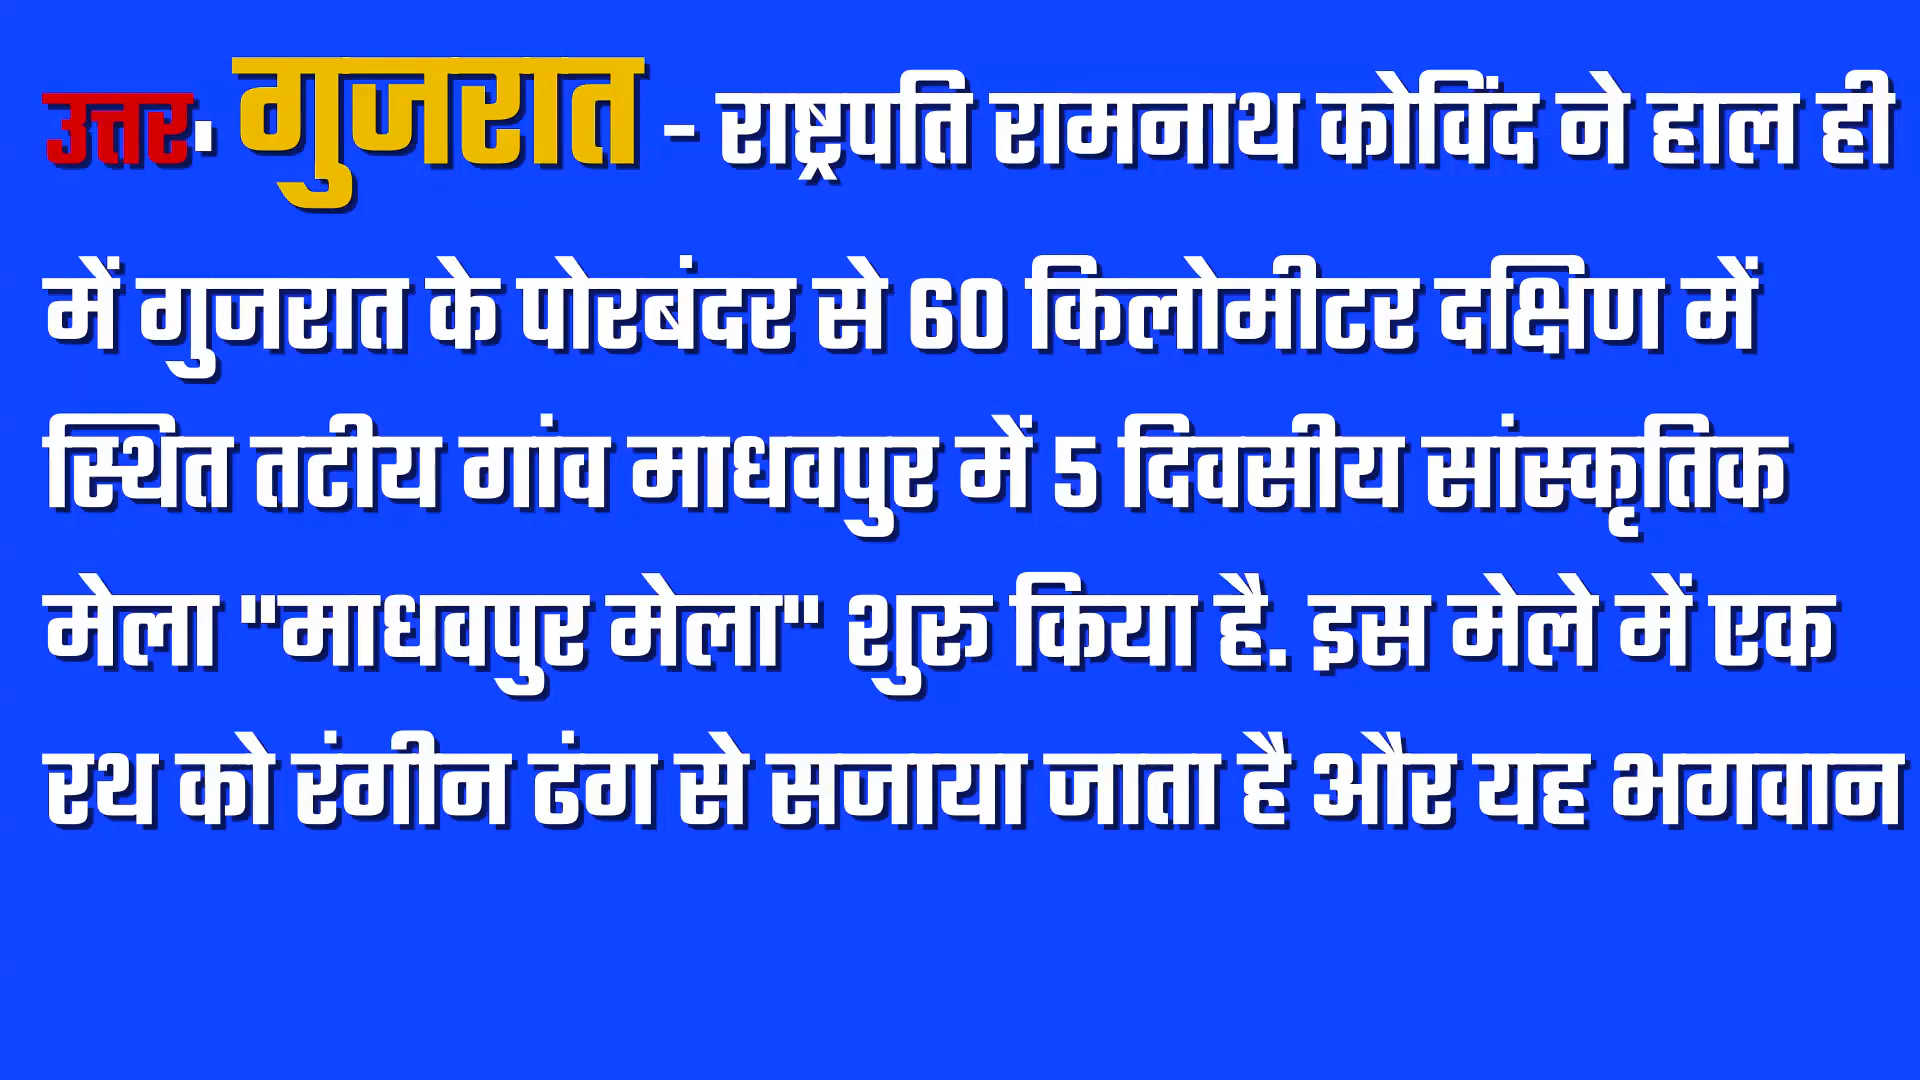 उत्तर: गुजरात - राष्ट्रपति रामनाथ कोविंद ने हाल ही
में गुजरात के पोरबंदर से 60 किलोमीटर दक्षिण में
स्थित तटीय गांव माधवपुर में 5 दिवसीय सांस्कृतिक
मेला "माधवपुर मेला" शुरू किया है. इस मेले में एक
रथ को रंगीन ढंग से सजाया जाता है और यह भगवान